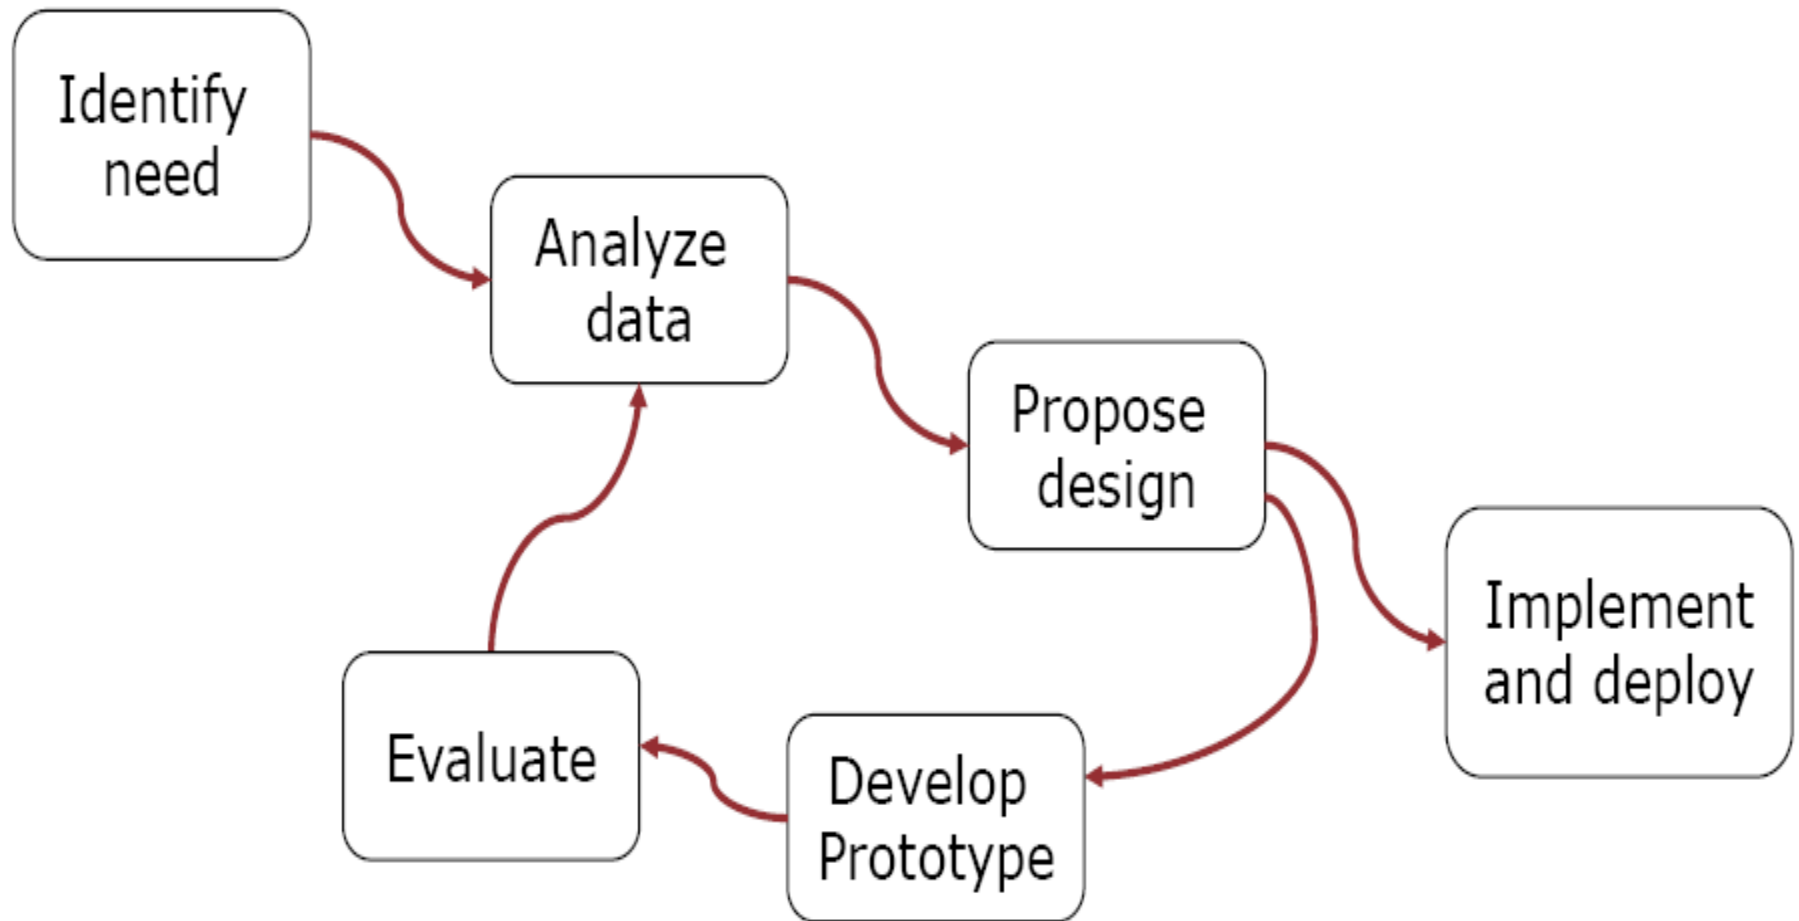 Identify
need
Analyze
data
Propose
design
Implement
and deploy
Evaluate
Develop
Prototype